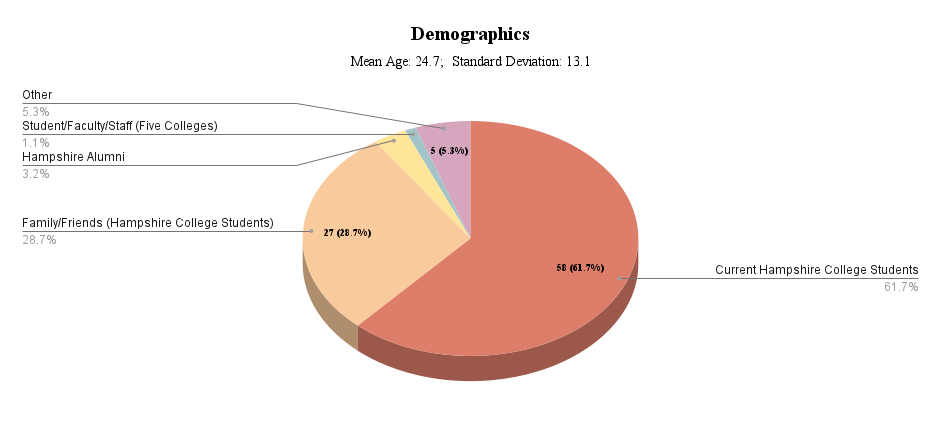 Demographics
Mean Age: 24.7;  Standard Deviation: 13.1
Other
5.3%
Student/Faculty/Staff (Five Colleges)
1.1%
Hampshire Alumni
3.2%
5 (5.3%)
Family/Friends (Hampshire College Students)
28.7%
27 (28.7%)
58 (61.7%)
Current Hampshire College Students
61.7%